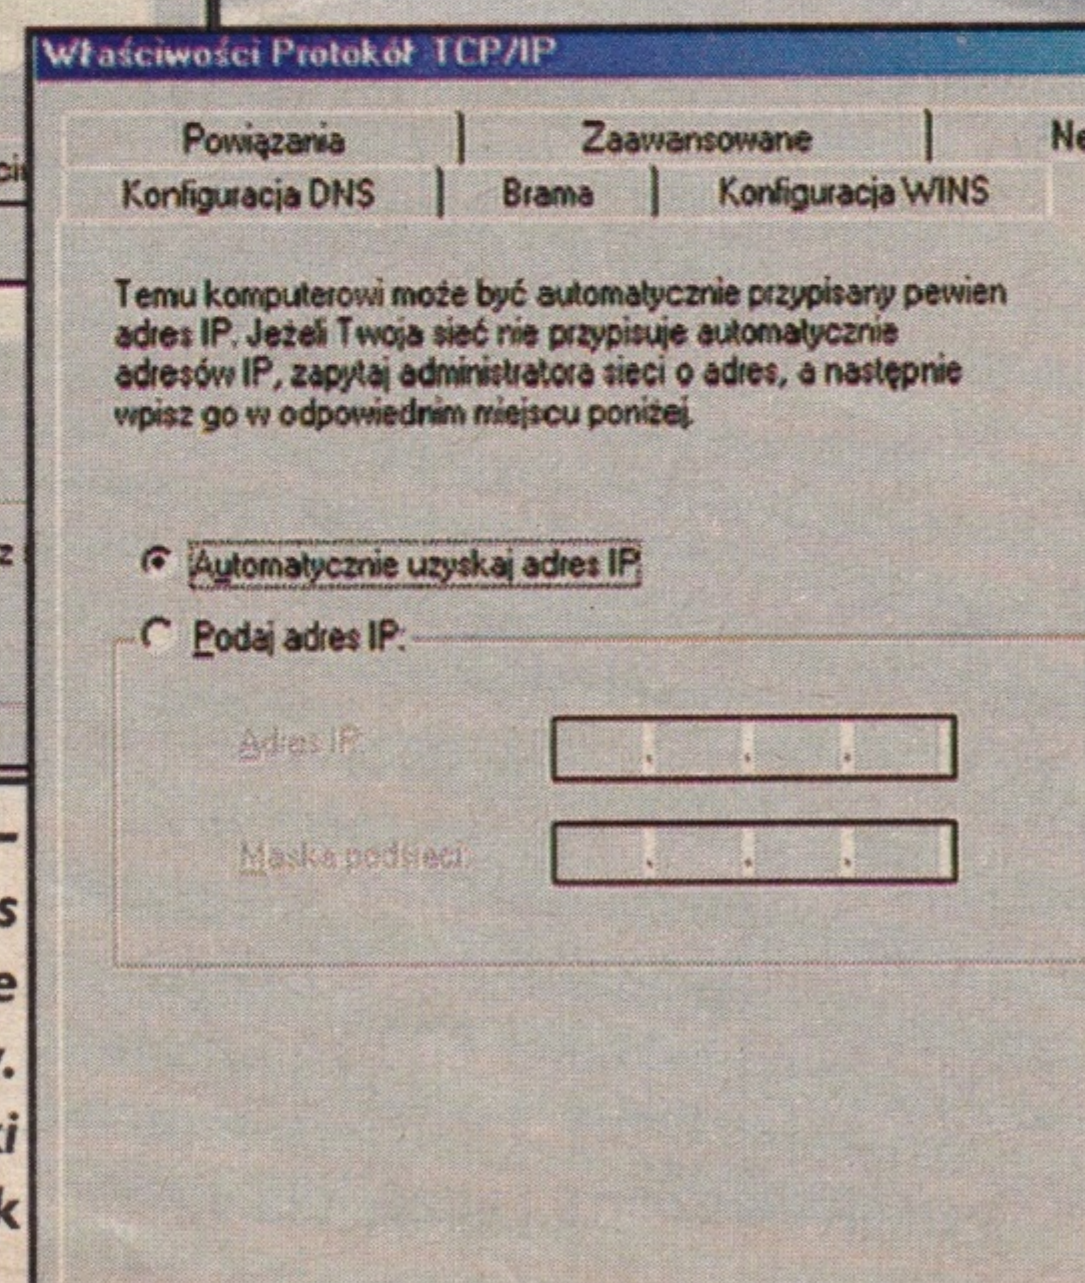 Właściwości Protokół TCP/IP
Powiązania Zaawansowane Ne
Konfiguracja DNS Brama Konfiguracja WINS
Temu komputerowi może być automatycznie przypisany pewien
adres IP. Jeżeli Twoja sieć nie przypisuje automatycznie
adresów IP, zapytaj administratora sieci o adres, a następnie
wpisz go w odpowiednim miejscu poniżej.
Automatycznie uzyskaj adres IP
Podaj adres IP:
Adres IP:
Maska podsieci: